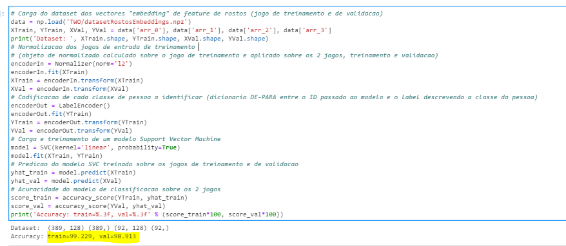 # Carga do dataset dos vectores "embedding" de feature de rostos (jogo de treinamento e de validacao)
data = np.load('TWD/datasetRostosEmbeddings.npz')
XTrain, YTrain, XVal, YVal = data['arr_0'], data['arr_1'], data['arr_2'], data['arr_3']
print('Dataset: ', XTrain.shape, YTrain.shape, XVal.shape, YVal.shape)
# Normalizacao dos jogos de entrada de treinamento
# (objeto de normalizado calculado sobre o jogo de treinamento e aplicado sobre os 2 jogos, treinamento e validacao)
encoderIn = Normalizer(norm='l2')
encoderIn.fit(XTrain)
XTrain = encoderIn.transform(XTrain)
XVal = encoderIn.transform(XVal)
# Codificacao de cada classe de pessoa a identificar (dicionario DE-PARA entre o ID passado ao modelo e o label descrevendo a classe da pessoa)
encoderOut = LabelEncoder()
encoderOut.fit(YTrain)
YTrain = encoderOut.transform(YTrain)
YVal = encoderOut.transform(YVal)
# Carga e treinamento de um modelo Support Vector Machine
model = SVC(kernel='linear', probability=True)
model.fit(XTrain, YTrain)
# Predicao do modelo SVC treinado sobre os jogos de treinamento e de validacao
yhat_train = model.predict(XTrain)
yhat_val = model.predict(XVal)
# Acuracidade do modelo de classificacao sobre os 2 jogos
score_train = accuracy_score(YTrain, yhat_train)
score_val = accuracy_score(YVal, yhat_val)
print('Accuracy: train=%.3f, val=%.3f' % (score_train*100, score_val*100))
Dataset: (389, 128) (389,) (92, 128) (92,)
Accuracy: train=99.229, val=98.913